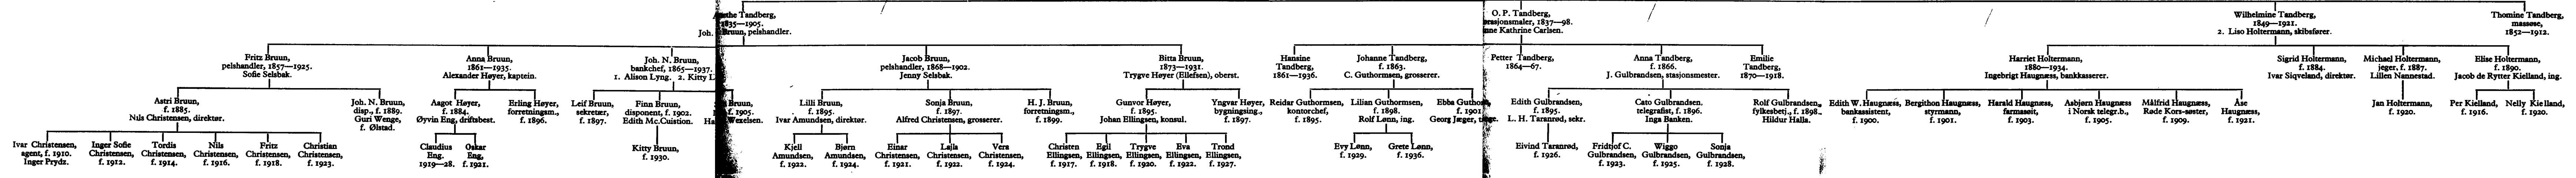 Tandberg,
1835—1905.
Joh. Bruun, pelshandler.
O. P. Tandberg,
1837—98.
Kathrine Carlsen.
Wilhelmine Tandberg,
1849—1921.
2. Liso Holtermann, skibsfører.
Thomine Tandberg,
massøse,
1852—1912.
Fritz Bruun,
pelshandler, 1857—1925.
Sofie Selsbak.
Anna Bruun,
1861—1935.
Alexander Høyer, kaptein.
Joh. N. Bruun,
bankchef, 1865—1937.
1. Alison Lyng. 2. Kitty
Jacob Bruun,
pelshandler, 1868—1902.
Jenny Selsbak.
Bitta Bruun,
1873—1931.
Trygve Høyer (Ellefsen), oberst.
Hansine
Tandberg,
1861—1936.
Johanne Tandberg,
f. 1863.
C. Guthormsen, grosserer.
Petter Tandberg,
1864—67.
Anna Tandberg,
f. 1866.
J. Gulbrandsen, stasjonsmester.
Emilie
Tandberg,
1870—1918.
Harriet Holtermann,
1880—1934.
Ingebrigt Haugnæss, bankkasserer.
Sigrid Holtermann,
f. 1884.
Ivar Siqveland, direktør.
Michael Holtermann,
jeger, f. 1887.
Lillen Nannestad.
Elise Holtermann,
f. 1890.
Jacob de Rytter Kielland, ing.
Astri Bruun,
f. 1885.
Nils Christensen, direktør.
Joh. N. Bruun,
disp., f. 1889.
Guri Wenge,
f. Ølstad.
Aagot Høyer,
f. 1884.
Øyvin Eng, driftsbest.
Erling Høyer,
forretningsm.,
f. 1896.
Leif Bruun,
sekretær,
f. 1897.
Finn Bruun,
disponent, f. 1902.
Edith Mc.Cuistion.
Bruun,
f. 1905.
Wexelsen.
Lilli Bruun,
f. 1895.
Ivar Amundsen, direktør.
Sonja Bruun,
f. 1897.
Alfred Christensen, grosserer.
H. J. Bruun,
forretningsm.,
f. 1899.
Gunvor Høyer,
f. 1895.
Johan Ellingsen, konsul.
Yngvar Høyer,
bygningsing.,
f. 1897.
Reidar Guthormsen,
kontorchef,
f. 1895.
Lilian Guthormsen,
f. 1898.
Rolf Lønn, ing.
Ebba
f. 1901
Georg Jæger,
Edith Gulbrandsen,
f. 1895.
L. H. Taranrød, sekr.
Cato Gulbrandsen.
telegrafist, f. 1896.
Inga Banken.
Rolf Gulbrandsen,
fylkesbetj., f. 1898.
Hildur Halla.
Edith W. Haugnæss,
bankassistent,
f. 1900.
Bergithon Haugnæss,
styrmann,
f. 1901.
Harald Haugnæss,
farmasøit,
f. 1903.
Asbjørn Haugnæss
i Norsk telegr.b.,
f. 1905.
Målfrid Haugnæss,
Røde Kors-søster,
f. 1909.
Åse
Haugnæss,
f. 1921.
Jan Holtermann,
f. 1920.
Per Kielland,
f. 1916.
Nelly Kielland,
f. 1920.
Ivar Christensen,
agent, f. 1910.
Inger Prydz.
Inger Sofie
Christensen,
f. 1912.
Tordis
Christensen,
f. 1914.
Nils
Christensen,
f. 1916.
Fritz
Christensen,
f. 1918.
Christian
Christensen,
f. 1923.
Claudius
Eng.
1919—28.
Oskar
Eng,
f. 1921.
Kitty Bruun,
f. 1930.
Kjell
Amundsen,
f. 1922.
Bjørn
Amundsen,
f. 1924.
Einar
Christensen,
f. 1921.
Lajla
Christensen,
f. 1922.
Vera
Christensen,
f. 1924.
Christen
Ellingsen,
f. 1917.
Egil
Ellingsen,
f. 1918.
Trygve
Ellingsen,
f. 1920.
Eva
Ellingsen,
f. 1922.
Trond
Ellingsen,
f. 1927.
Evy Lønn,
f. 1929.
Grete Lønn,
f. 1936.
Eivind Taranrød,
f. 1926.
Fridtjof C.
Gulbrandsen,
f. 1923.
Wiggo
Gulbrandsen,
f. 1925.
Sonja
Gulbrandsen,
f. 1928.